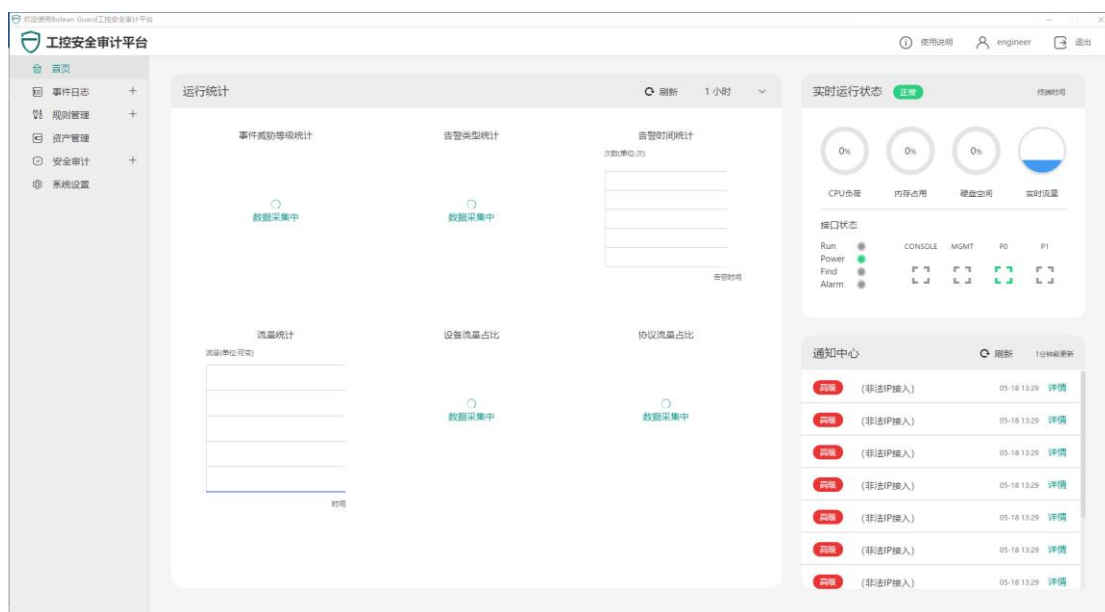 欢迎使用Bolean Guard工控安全审计平台
工控安全审计平台
使用说明 engineer 退出
首页
事件日志
规则管理
资产管理
安全审计
系统设置
运行统计 刷新 1小时
事件威胁等级统计 告警类型统计 告警时间统计
次数(单位:次)
数据采集中 数据采集中
告警时间
流量统计 设备流量占比 协议流量占比
数据采集中 数据采集中
时间
实时运行状态 正常 终端时间
0% 0% 0%
CPU负荷 内存占用 硬盘空间 实时流量
接口状态
Run CONSOLE MGMT P0 P1
Power
Find
Alarm
通知中心 刷新 1分钟前更新
高级 (非法IP接入) 05-18 13:29 详情
高级 (非法IP接入) 05-18 13:29 详情
高级 (非法IP接入) 05-18 13:29 详情
高级 (非法IP接入) 05-18 13:29 详情
高级 (非法IP接入) 05-18 13:29 详情
高级 (非法IP接入) 05-18 13:29 详情
高级 (非法IP接入) 05-18 13:29 详情